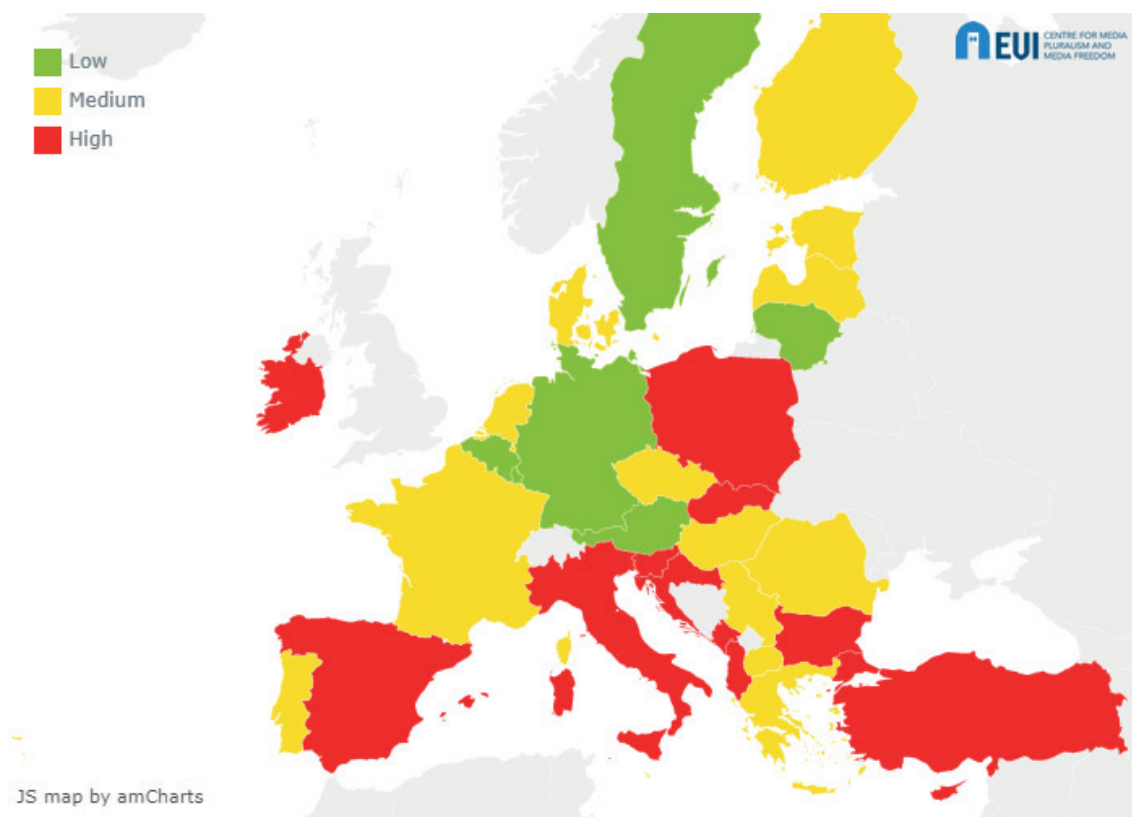 Low
Medium
High
EUI
CENTRE FOR MEDIA
PLURALISM AND
MEDIA FREEDOM
JS map by amCharts